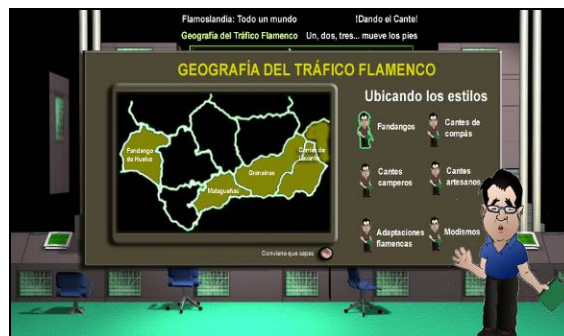 Flamoslandia: Todo un mundo
!Dando el Cante!
Geografía del Tráfico Flamenco
Un, dos, tres... mueve los pies
GEOGRAFÍA DEL TRÁFICO FLAMENCO
Ubicando los estilos
Fandango
de Huelva
Malagueñas
Granaínas
Cantes de
Levante
Fandangos
Cantes de
compás
Cantes
camperos
Cantes
artesanos
Adaptaciones
flamencas
Modismos
Conviene que sepas